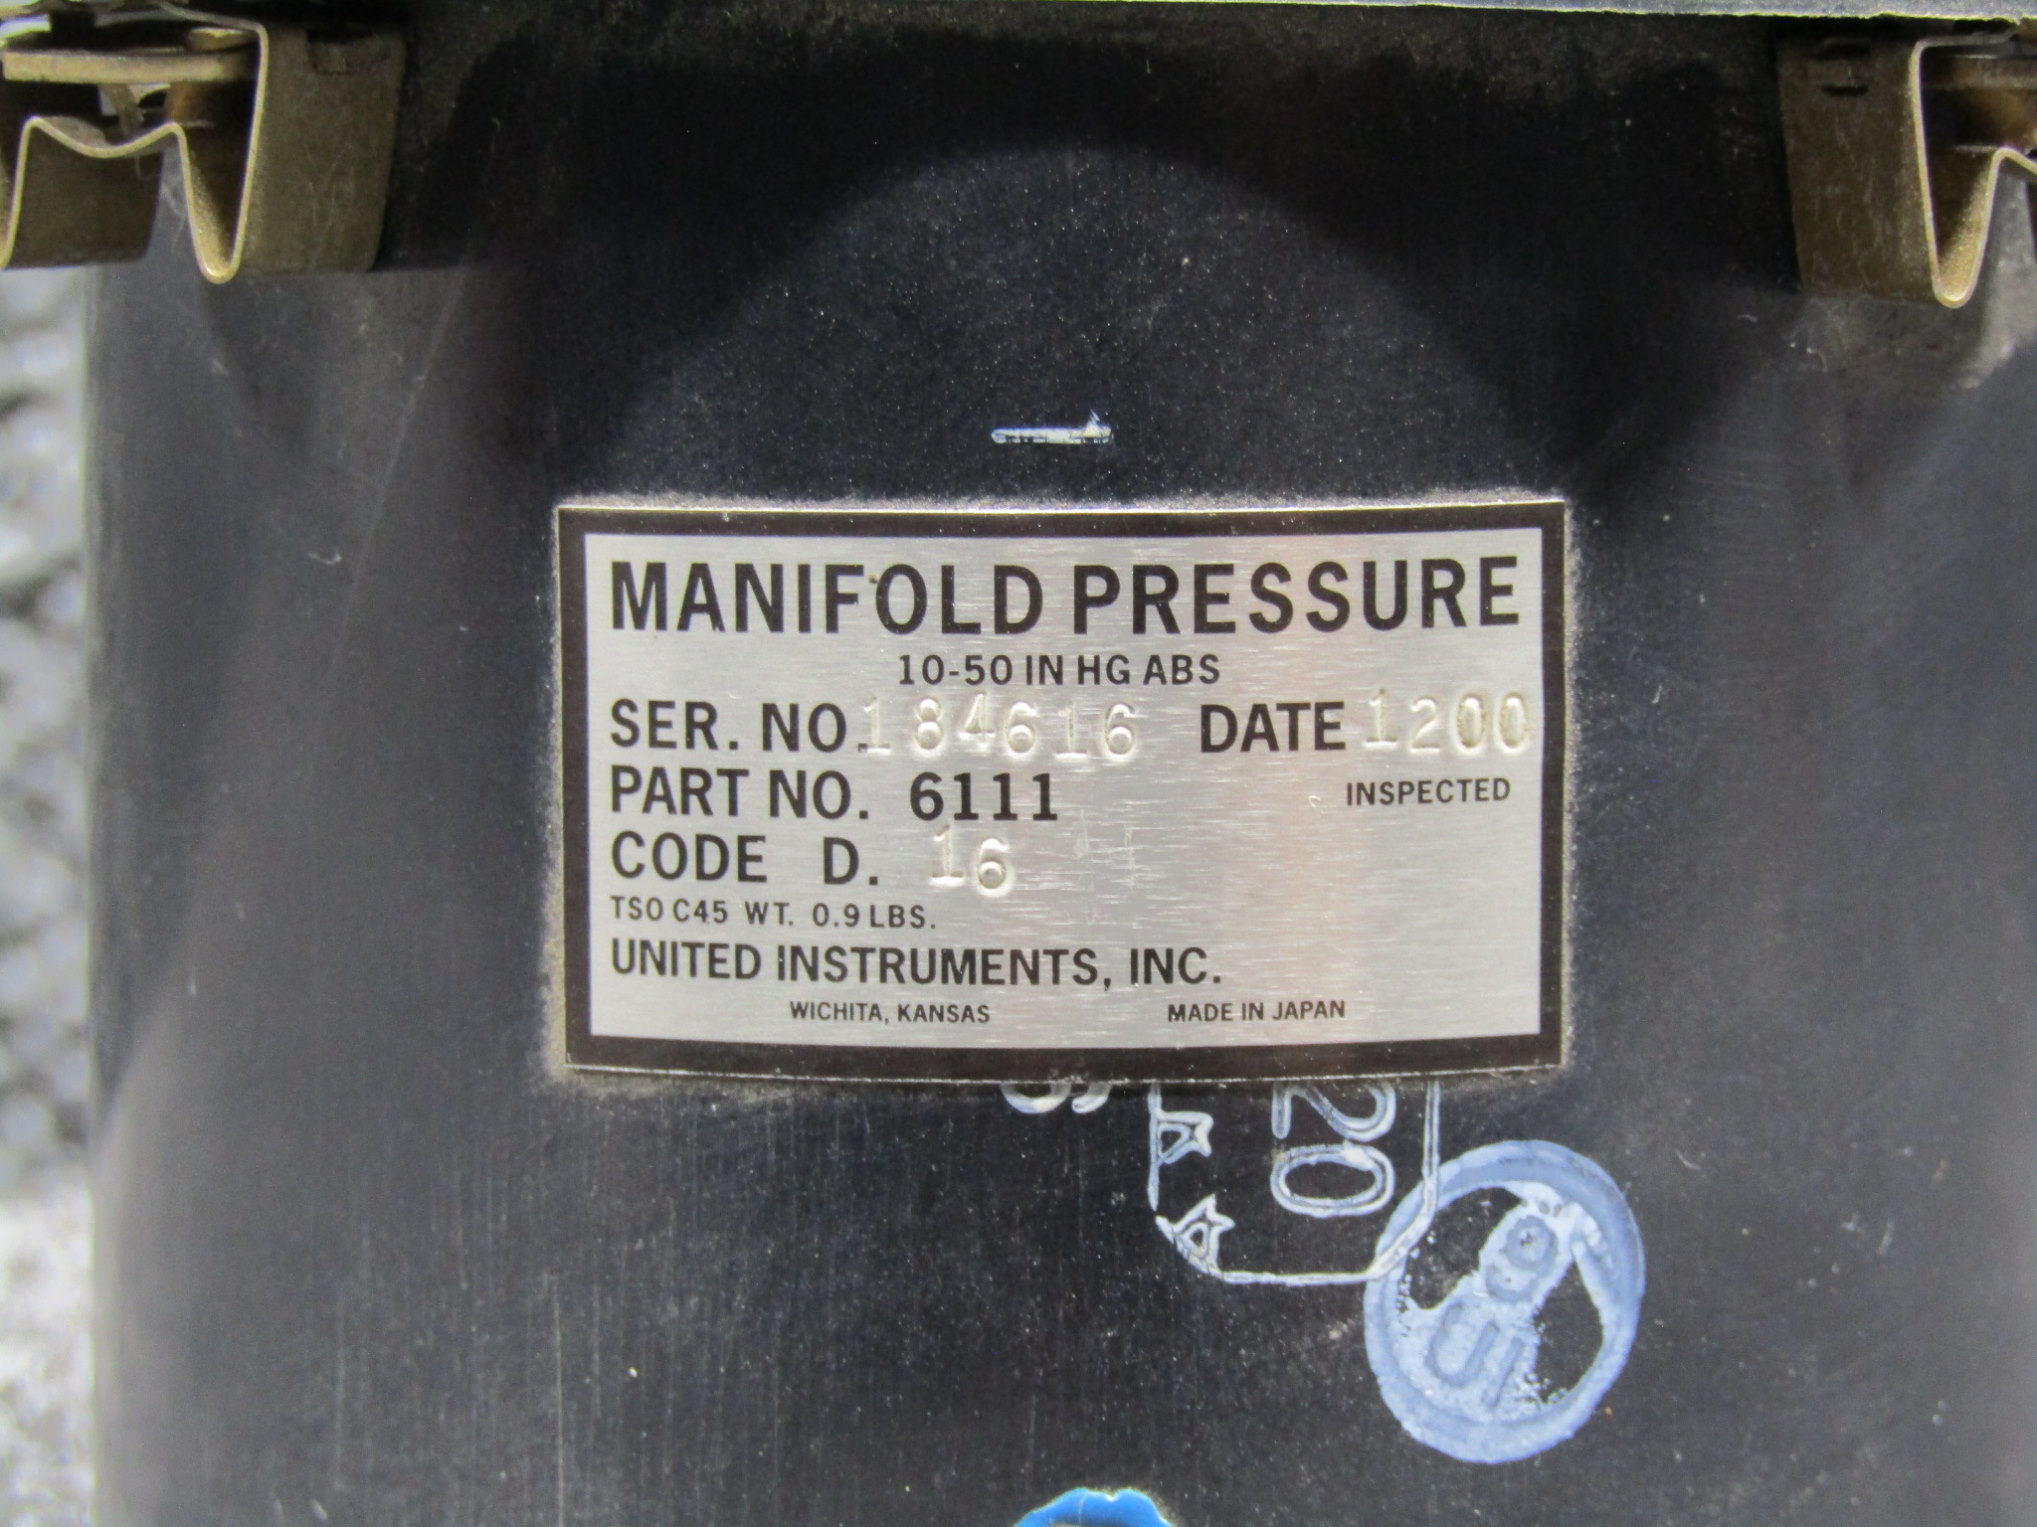 MANIFOLD PRESSURE
10-50 IN HG ABS
SER. NO. 184616 DATE 1200
PART NO. 6111 INSPECTED
CODE D. 16
TSO C45 WT. 0.9 LBS.
UNITED INSTRUMENTS, INC.
WICHITA, KANSAS MADE IN JAPAN
20